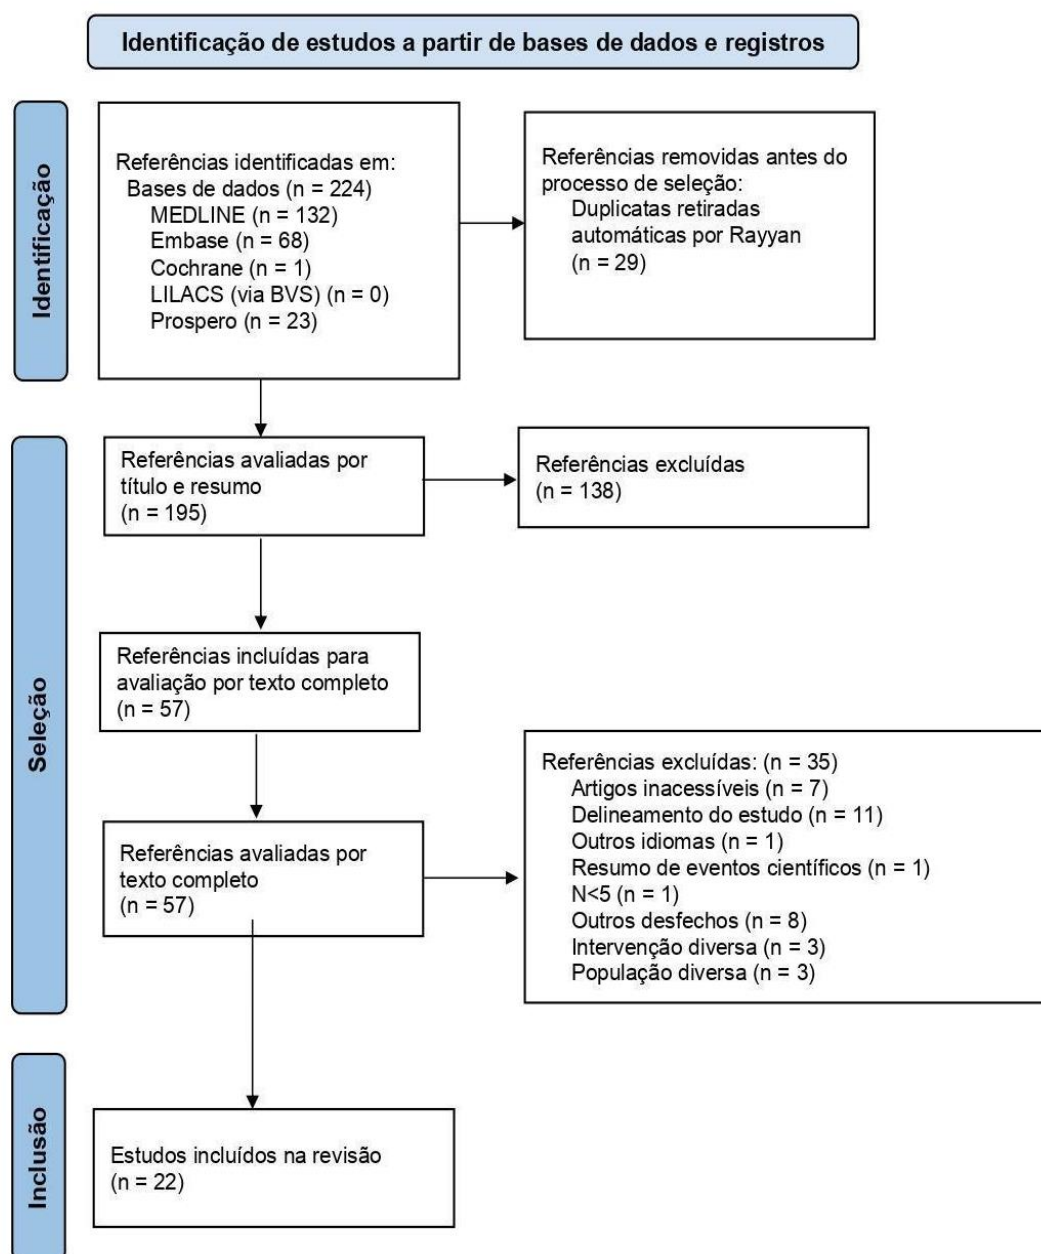 Identificação de estudos a partir de bases de dados e registros
Identificação
Referências identificadas em:
Bases de dados (n = 224)
MEDLINE (n = 132)
Embase (n = 68)
Cochrane (n = 1)
LILACS (via BVS) (n = 0)
Prospero (n = 23)
Referências removidas antes do
processo de seleção:
Duplicatas retiradas
automáticas por Rayyan
(n = 29)
Seleção
Referências avaliadas por
título e resumo
(n = 195)
Referências excluídas
(n = 138)
Referências incluídas para
avaliação por texto completo
(n = 57)
Referências avaliadas por
texto completo
(n = 57)
Referências excluídas: (n = 35)
Artigos inacessíveis (n = 7)
Delineamento do estudo (n = 11)
Outros idiomas (n = 1)
Resumo de eventos científicos (n = 1)
N<5 (n = 1)
Outros desfechos (n = 8)
Intervenção diversa (n = 3)
População diversa (n = 3)
Inclusão
Estudos incluídos na revisão
(n = 22)